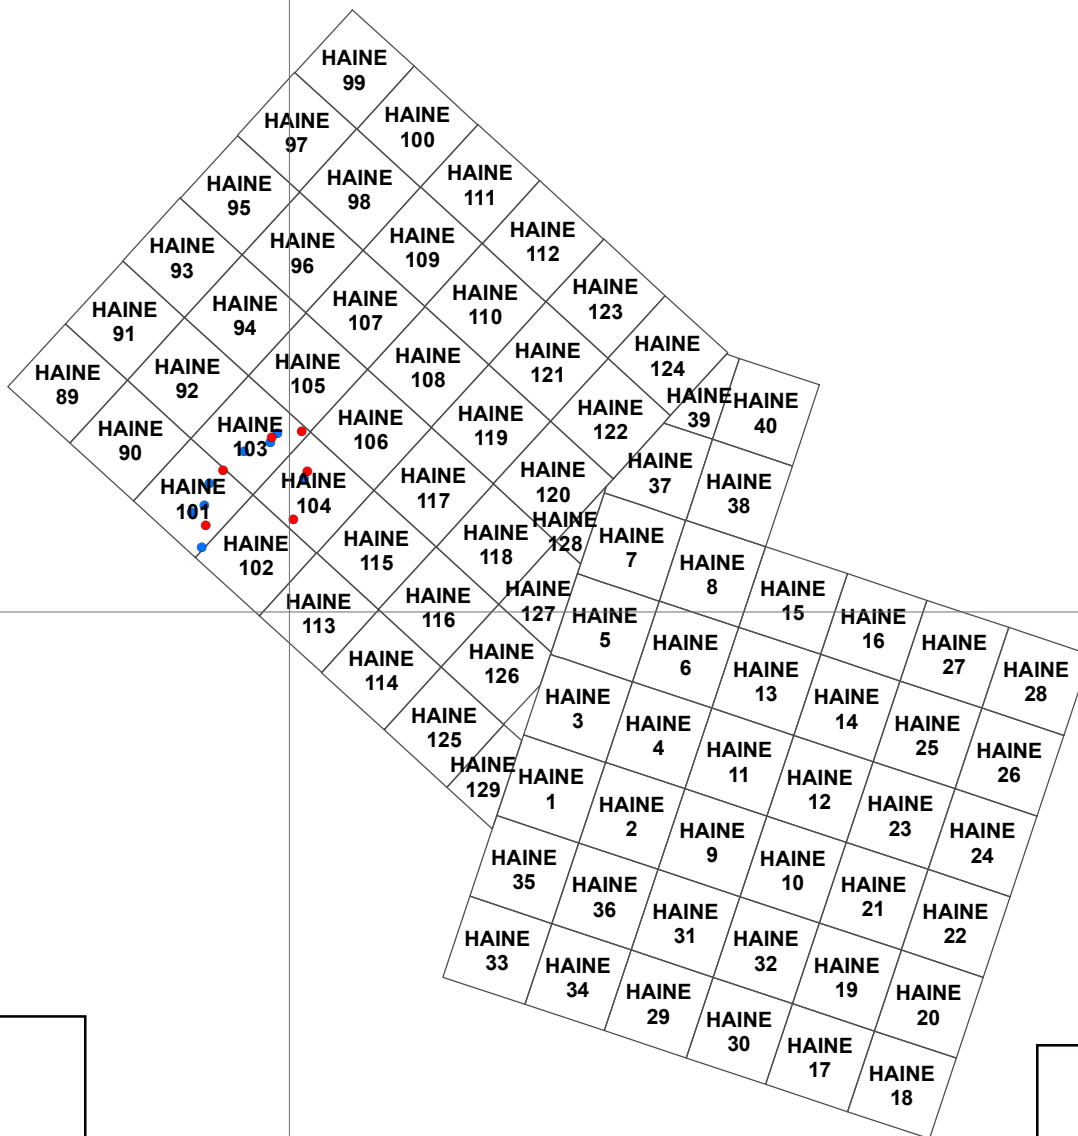 HAINE
99
HAINE
97
HAINE
100
HAINE
95
HAINE
98
HAINE
111
HAINE
93
HAINE
96
HAINE
109
HAINE
112
HAINE
91
HAINE
94
HAINE
107
HAINE
110
HAINE
123
HAINE
89
HAINE
92
HAINE
105
HAINE
108
HAINE
121
HAINE
124
HAINE
39
HAINE
40
HAINE
90
HAINE
103
HAINE
106
HAINE
119
HAINE
122
HAINE
37
HAINE
38
HAINE
101
HAINE
104
HAINE
117
HAINE
120
HAINE
128
HAINE
7
HAINE
8
HAINE
102
HAINE
115
HAINE
118
HAINE
127
HAINE
5
HAINE
6
HAINE
15
HAINE
16
HAINE
27
HAINE
28
HAINE
113
HAINE
116
HAINE
126
HAINE
3
HAINE
4
HAINE
13
HAINE
14
HAINE
25
HAINE
26
HAINE
114
HAINE
125
HAINE
129
HAINE
1
HAINE
2
HAINE
11
HAINE
12
HAINE
23
HAINE
24
HAINE
35
HAINE
36
HAINE
9
HAINE
10
HAINE
21
HAINE
22
HAINE
33
HAINE
34
HAINE
31
HAINE
32
HAINE
19
HAINE
20
HAINE
29
HAINE
30
HAINE
17
HAINE
18